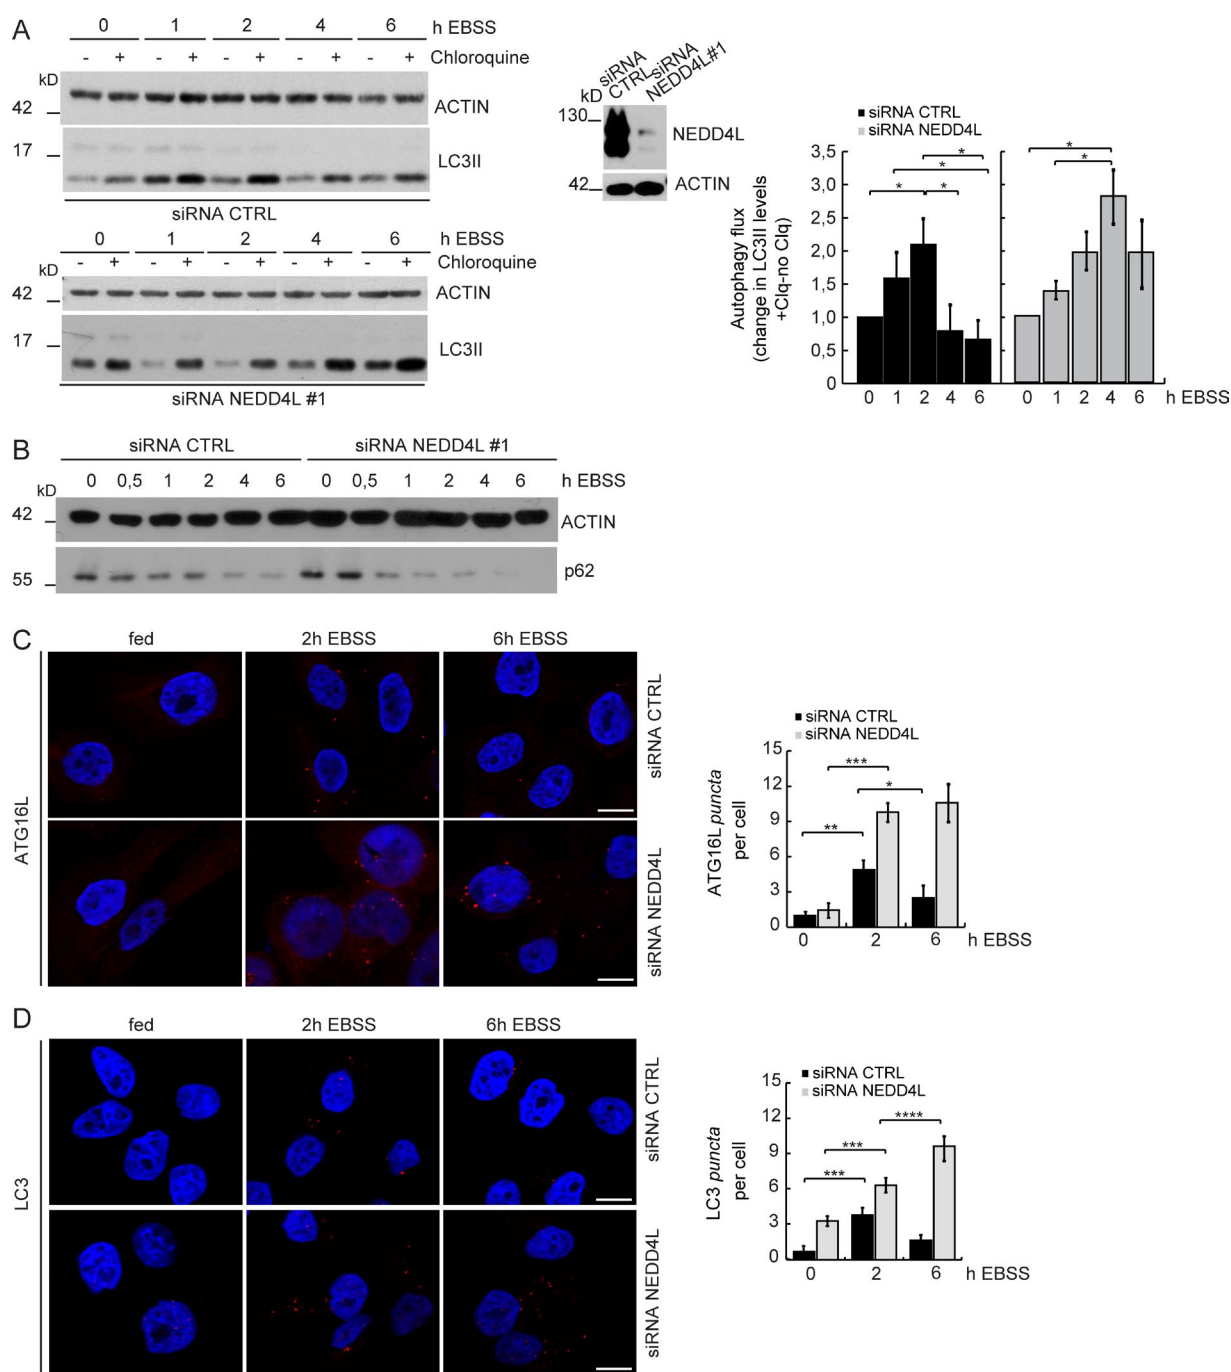 A
0 1 2 4 6 h EBSS
- + - + - + - + - + Chloroquine
kD
42 ACTIN
17
LC3II
siRNA CTRL
0 1 2 4 6 h EBSS
- + - + - + - + - + Chloroquine
kD
42 ACTIN
17
LC3II
siRNA NEDD4L #1
siRNA CTRL
siRNA NEDD4L#1
kD
130
NEDD4L
42 ACTIN
siRNA CTRL
siRNA NEDD4L
Autophagy flux
(change in LC3II levels
+Clq-no Clq)
3,5
3,0
2,5
2,0
1,5
1,0
0,5
0
* * * *
* *
0 1 2 4 6 0 1 2 4 6 h EBSS
B
siRNA CTRL siRNA NEDD4L #1
0 0,5 1 2 4 6 0 0,5 1 2 4 6 h EBSS
kD
42 ACTIN
55 p62
C
fed 2h EBSS 6h EBSS
ATG16L
siRNA CTRL
siRNA NEDD4L
siRNA CTRL
siRNA NEDD4L
ATG16L puncta
per cell
15
12
9
6
3
0
***
*
**
0 2 6 h EBSS
D
fed 2h EBSS 6h EBSS
LC3
siRNA CTRL
siRNA NEDD4L
siRNA CTRL
siRNA NEDD4L
LC3 puncta
per cell
15
12
9
6
3
0
****
***
***
0 2 6 h EBSS